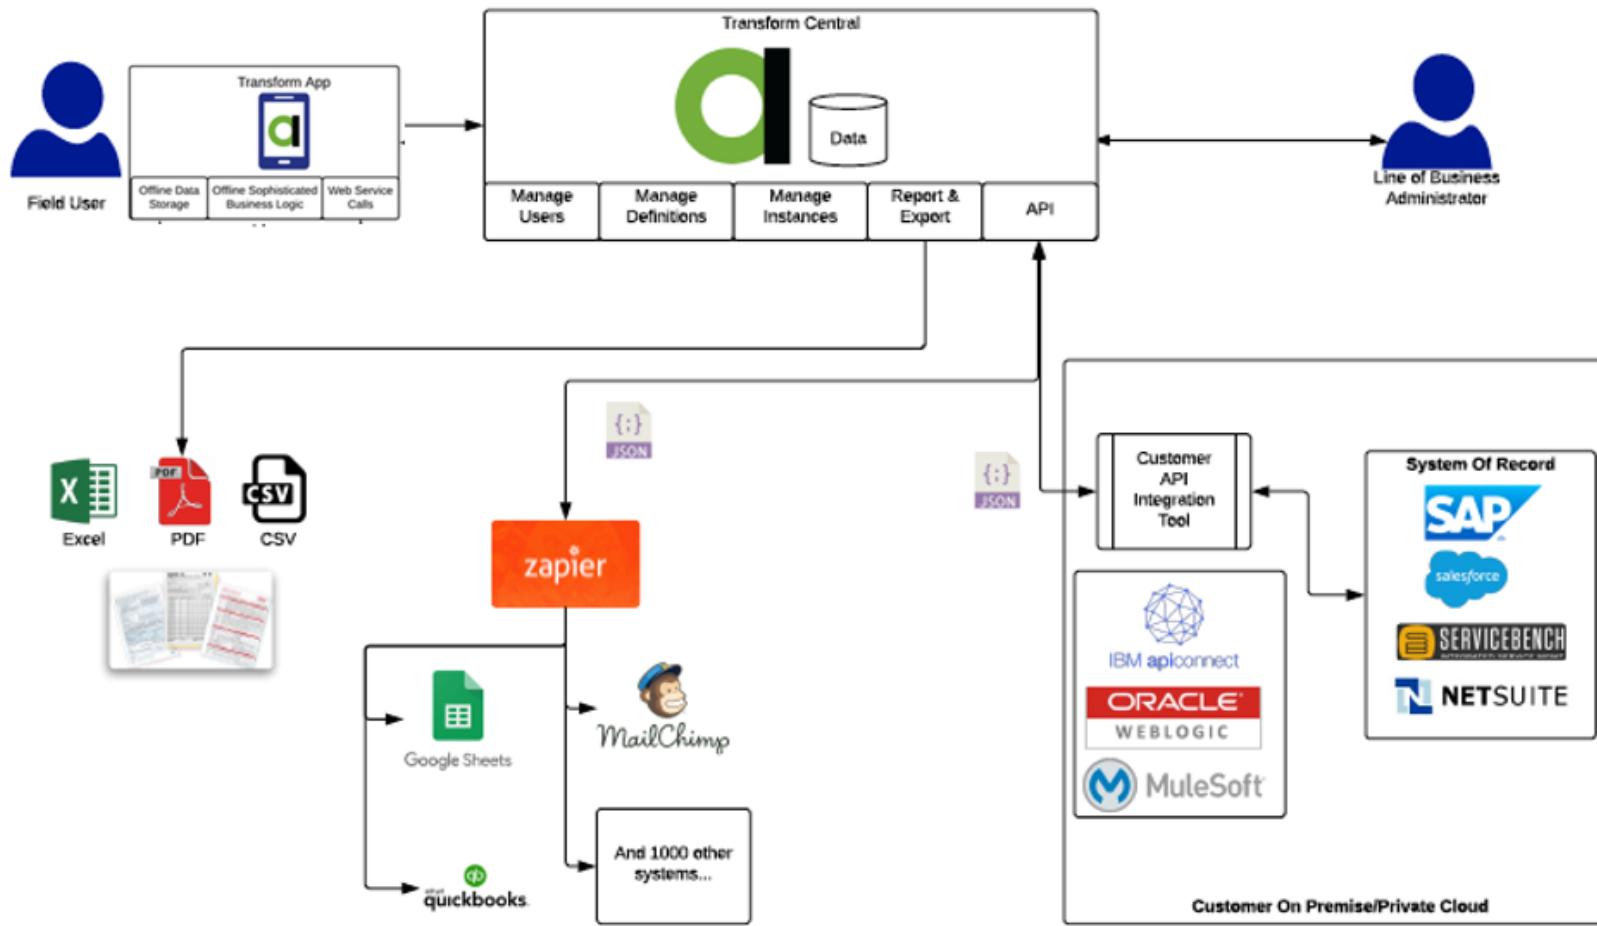 Transform Central
Transform App
Data
Field User
Offline Data
Storage
Offline Sophisticated
Business Logic
Web Service
Calls
Manage
Users
Manage
Definitions
Manage
Instances
Report &
Export
API
Line of Business
Administrator
{;}
JSON
{;}
JSON
X
Excel
PDF
PDF
CSV
CSV
zapier
Google Sheets
MailChimp
qb
quickbooks.
And 1000 other
systems...
Customer
API
Integration
Tool
IBM apiconnect
ORACLE
WEBLOGIC
MuleSoft
System Of Record
SAP
salesforce
SERVICEBENCH
NETSUITE
Customer On Premise/Private Cloud